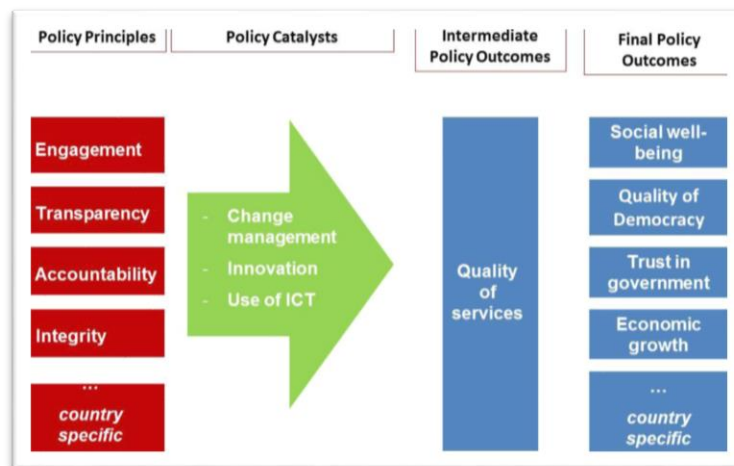 Policy Principles
Policy Catalysts
Intermediate
Policy Outcomes
Final Policy
Outcomes
Engagement
Transparency
Accountability
Integrity
...
country
specific
- Change
management
- Innovation
- Use of ICT
Quality
of
services
Social well-
being
Quality of
Democracy
Trust in
government
Economic
growth
...
country
specific